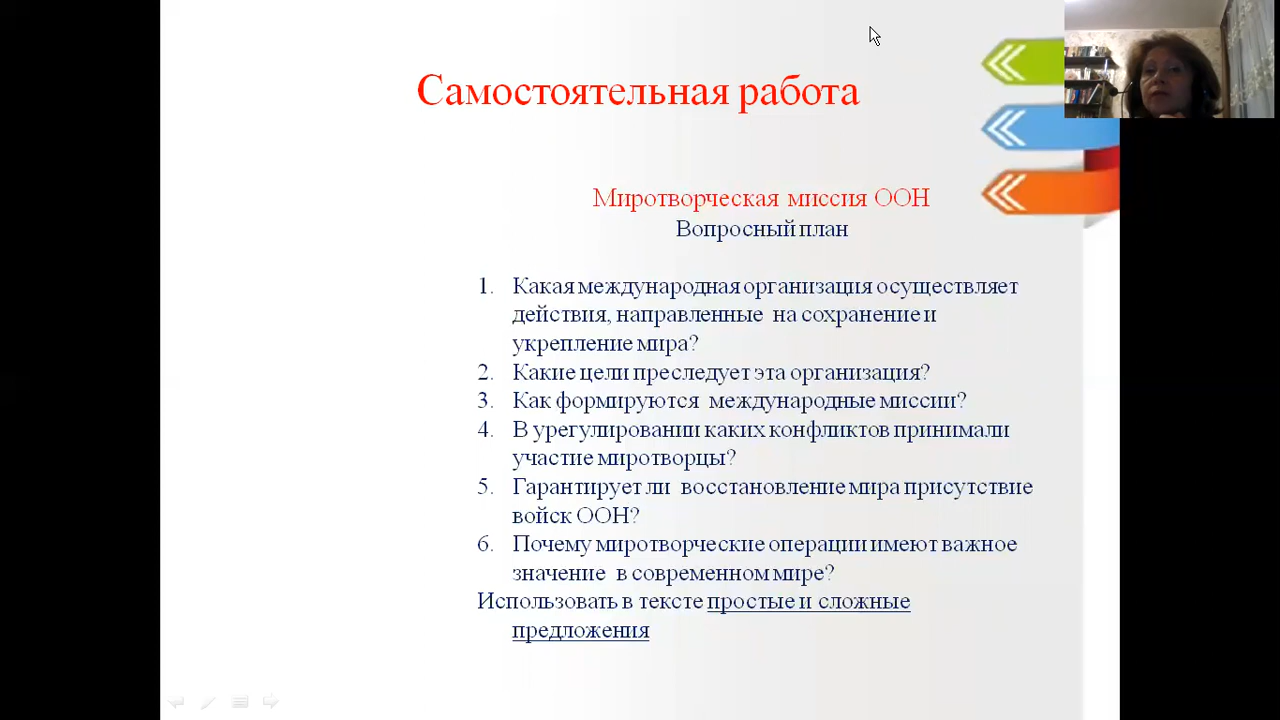 Самостоятельная работа
Миротворческая миссия ООН
Вопросный план
1. Какая международная организация осуществляет
действия, направленные на сохранение и
укрепление мира?
2. Какие цели преследует эта организация?
3. Как формируются международные миссии?
4. В урегулировании каких конфликтов принимали
участие миротворцы?
5. Гарантирует ли восстановление мира присутствие
войск ООН?
6. Почему миротворческие операции имеют важное
значение в современном мире?
Использовать в тексте простые и сложные
предложения